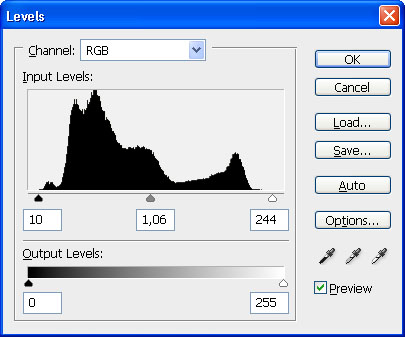 Levels
Channel: RGB
Input Levels:
10 1,06 244
Output Levels:
0 255
OK
Cancel
Load...
Save...
Auto
Options...
Preview